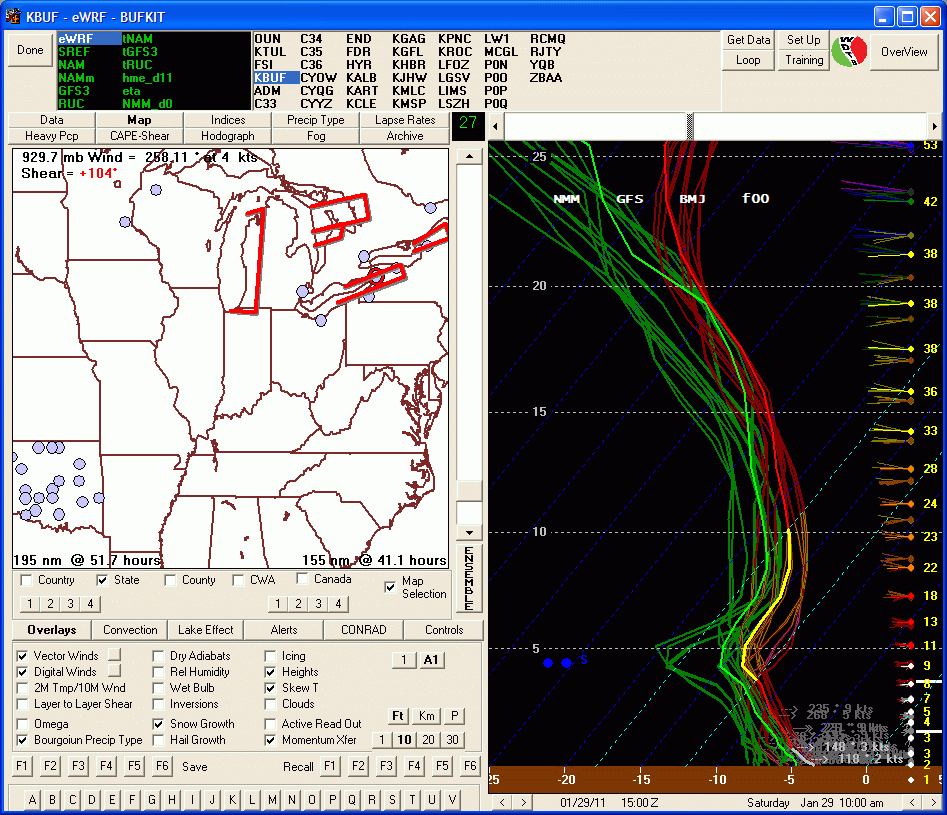 KBUF - eWRF - BUFKIT
Done
eWRF tNAM
SREF tGFS3
NAM tRUC
NAMm hme_d11
GFS3 eta
RUC NMM_d0
OUN C34 END KGAG KPNC LW1 RCMQ
KTUL C35 FDR KGFL KROC MCGL RJTY
FSI C36 HYR KHBR LFOZ P0N YQB
KBUF CYOW KALB KJHW LGSV P0O ZBAA
ADM CYQG KART KMLC LIMS P0P
C33 CYYZ KCLE KMSP LSZH P0Q
Get Data Set Up
Loop Training
OverView
Data Map Indices Precip Type Lapse Rates
Heavy Pcp CAPE-Shear Hodograph Fog Archive
27
929.7 mb Wind = 258.11 ° at 4 kts
Shear = +104°
195 nm @ 51.7 hours 155 nm @ 41.1 hours
Country State County CWA Canada Map Selection
1 2 3 4 1 2 3 4
ENSEMBLE
Overlays Convection Lake Effect Alerts CONRAD Controls
Vector Winds Dry Adiabats Icing 1 A1
Digital Winds Rel Humidity Heights
2M Tmp/10M Wnd Wet Bulb Skew T
Layer to Layer Shear Inversions Clouds
Ft Km P
Omega Snow Growth Active Read Out
Bourgoiun Precip Type Hail Growth Momentum Xfer 1 10 20 30
F1 F2 F3 F4 F5 F6 Save Recall F1 F2 F3 F4 F5 F6
A B C D E F G H I J K L M N O P Q R S T U V
NMM GFS BMJ fOO
25
20
15
10
5
S
53
42
38
38
38
36
33
28
24
23
22
18
13
11
9
8
7
5
4
3
3
2
1
235 ° 9 kts
268 ° 5 kts
148 ° 3 kts
118 ° 2 kts
25 -20 -15 -10 -5 0 5
01/29/11 15:00Z Saturday Jan 29 10:00 am